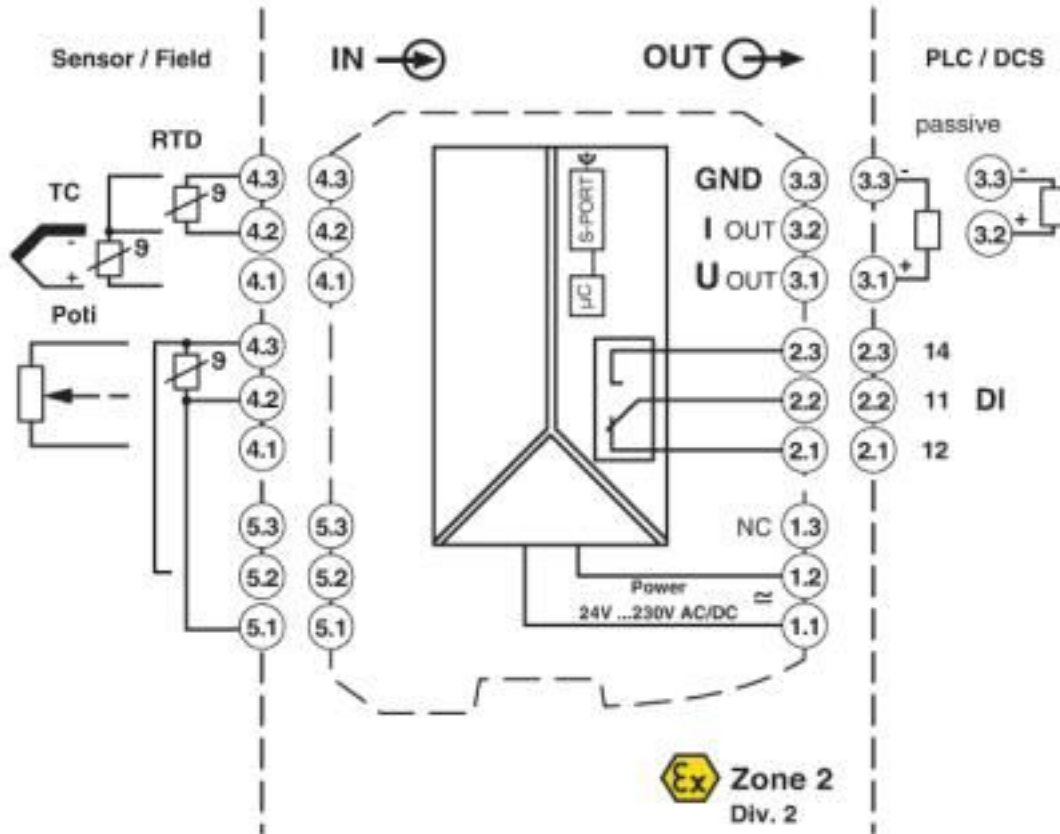 Sensor / Field
IN
OUT
PLC / DCS
passive
RTD
TC
ϑ
ϑ
-
+
4.3
4.2
4.1
4.3
4.2
4.1
S-PORT
µC
GND
I OUT
U OUT
3.3
3.2
3.1
3.3
-
3.1
+
3.3
-
3.2
+
Poti
ϑ
4.3
4.2
4.1
2.3
2.2
2.1
2.3
2.2
2.1
14
11
12
DI
5.3
5.2
5.1
5.3
5.2
5.1
NC
1.3
1.2
1.1
Power
24V ...230V AC/DC
≃
Ex
Zone 2
Div. 2